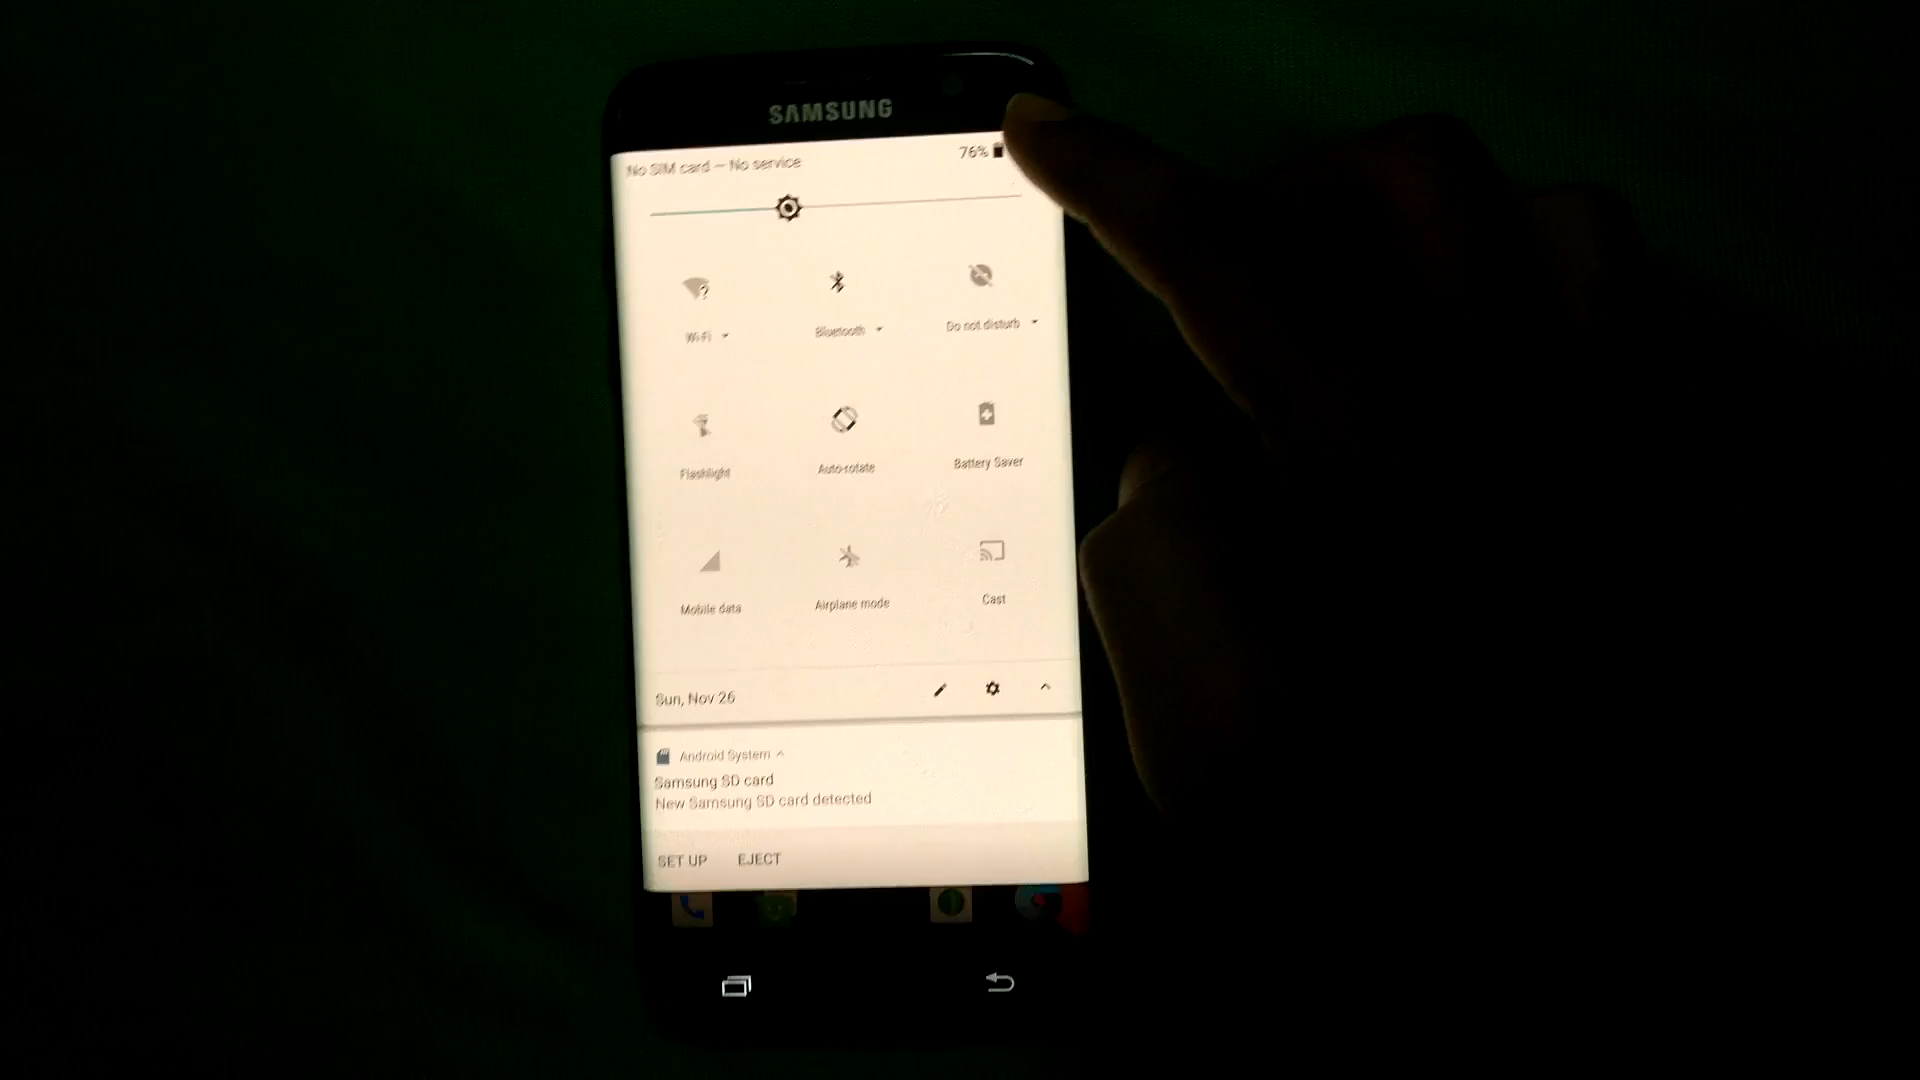 SAMSUNG
No SIM card — No service
76%
Wi-Fi
Bluetooth
Do not disturb
Flashlight
Auto-rotate
Battery Saver
Mobile data
Airplane mode
Cast
Sun, Nov 26
Android System
Samsung SD card
New Samsung SD card detected
SET UP EJECT